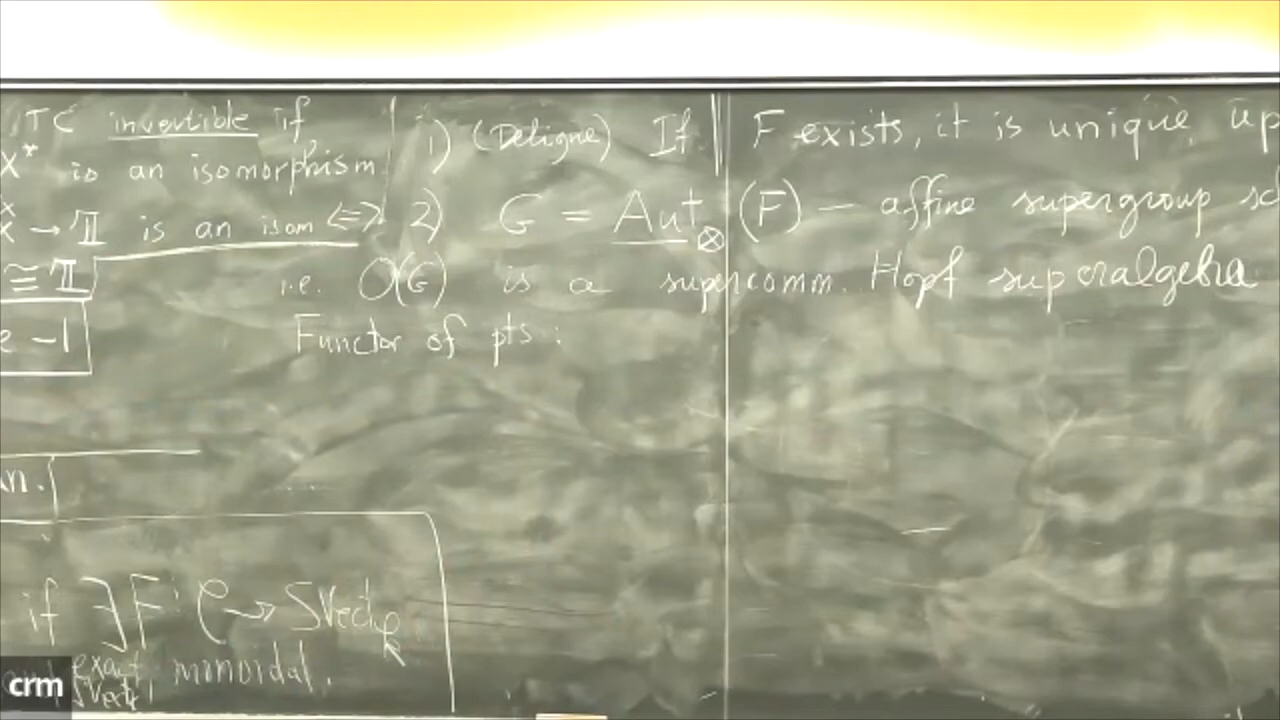 TC invertible if
X* is an isomorphism
X → 𝟙 is an isom ⟺
≅ 𝟙
e -1
n.
if ∃ F: C → SVect
exact monoidal.
1) (Deligne) If F exists, it is unique up
2) G = Aut⊗ (F) — affine supergroup sc
i.e. O(G) is a supercomm. Hopf superalgebra
Functor of pts:
crm